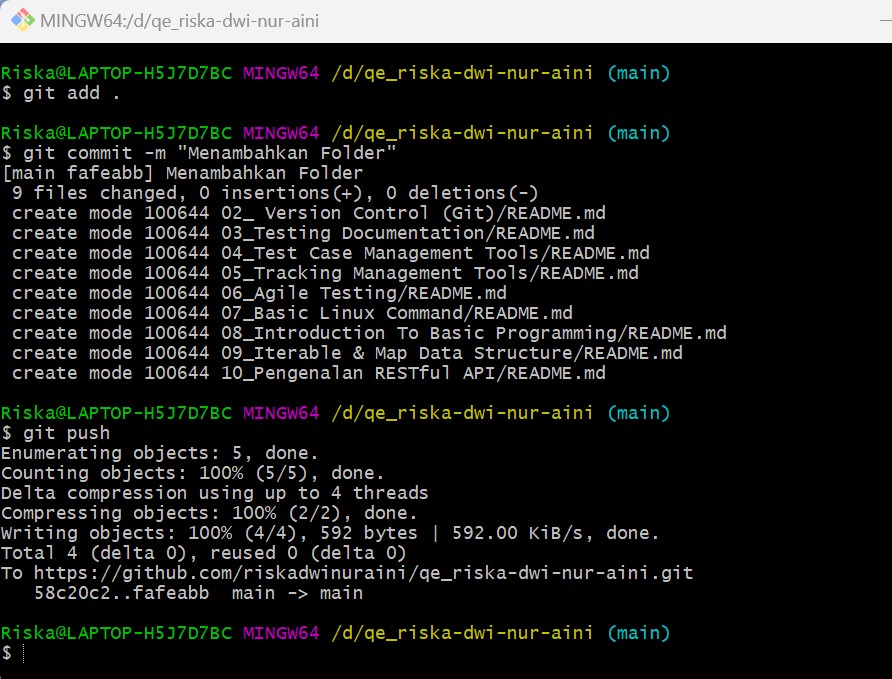 MINGW64:/d/qe_riska-dwi-nur-aini
Riska@LAPTOP-H5J7D7BC MINGW64 /d/qe_riska-dwi-nur-aini (main)
$ git add .
Riska@LAPTOP-H5J7D7BC MINGW64 /d/qe_riska-dwi-nur-aini (main)
$ git commit -m "Menambahkan Folder"
[main fafeabb] Menambahkan Folder
 9 files changed, 0 insertions(+), 0 deletions(-)
 create mode 100644 02_ Version Control (Git)/README.md
 create mode 100644 03_Testing Documentation/README.md
 create mode 100644 04_Test Case Management Tools/README.md
 create mode 100644 05_Tracking Management Tools/README.md
 create mode 100644 06_Agile Testing/README.md
 create mode 100644 07_Basic Linux Command/README.md
 create mode 100644 08_Introduction To Basic Programming/README.md
 create mode 100644 09_Iterable & Map Data Structure/README.md
 create mode 100644 10_Pengenalan RESTful API/README.md
Riska@LAPTOP-H5J7D7BC MINGW64 /d/qe_riska-dwi-nur-aini (main)
$ git push
Enumerating objects: 5, done.
Counting objects: 100% (5/5), done.
Delta compression using up to 4 threads
Compressing objects: 100% (2/2), done.
Writing objects: 100% (4/4), 592 bytes | 592.00 KiB/s, done.
Total 4 (delta 0), reused 0 (delta 0)
To https://github.com/riskadwinuraini/qe_riska-dwi-nur-aini.git
   58c20c2..fafeabb  main -> main
Riska@LAPTOP-H5J7D7BC MINGW64 /d/qe_riska-dwi-nur-aini (main)
$